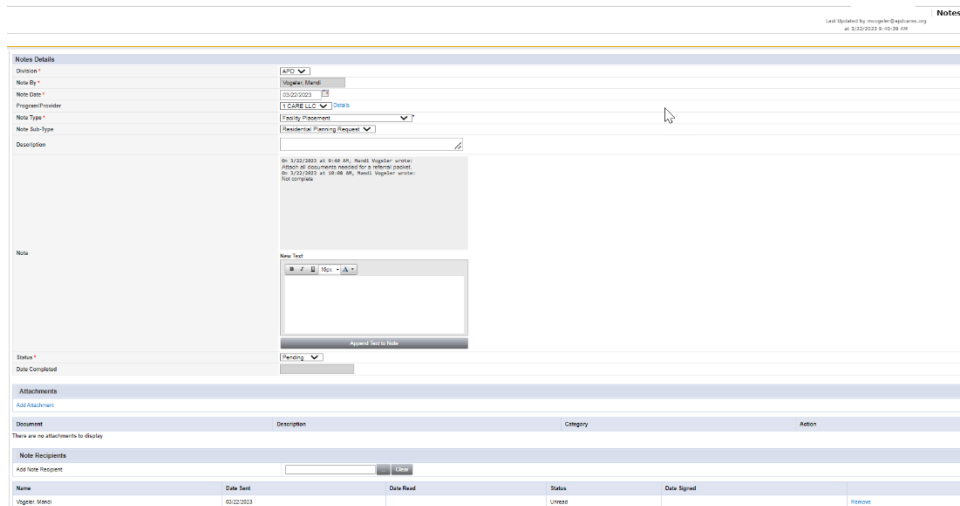 Notes
Last Updated by mvogeler@apdcares.org
at 3/22/2023 9:40:38 AM
Notes Details
Division * APD
Note By * Vogeler, Mandi
Note Date * 03/22/2023
Program/Provider 1 CARE LLC Details
Note Type * Facility Placement *
Note Sub-Type Residential Planning Request
Description
On 3/22/2023 at 9:40 AM, Mandi Vogeler wrote:
Attach all documents needed for a referral packet.
On 3/22/2023 at 10:08 AM, Mandi Vogeler wrote:
Not complete
Note
New Text
B I U 16px A
Append Text to Note
Status * Pending
Date Completed
Attachments
Add Attachment
Document Description Category Action
There are no attachments to display
Note Recipients
Add Note Recipient ... Clear
Name Date Sent Date Read Status Date Signed
Vogeler, Mandi 03/22/2023 Unread Remove